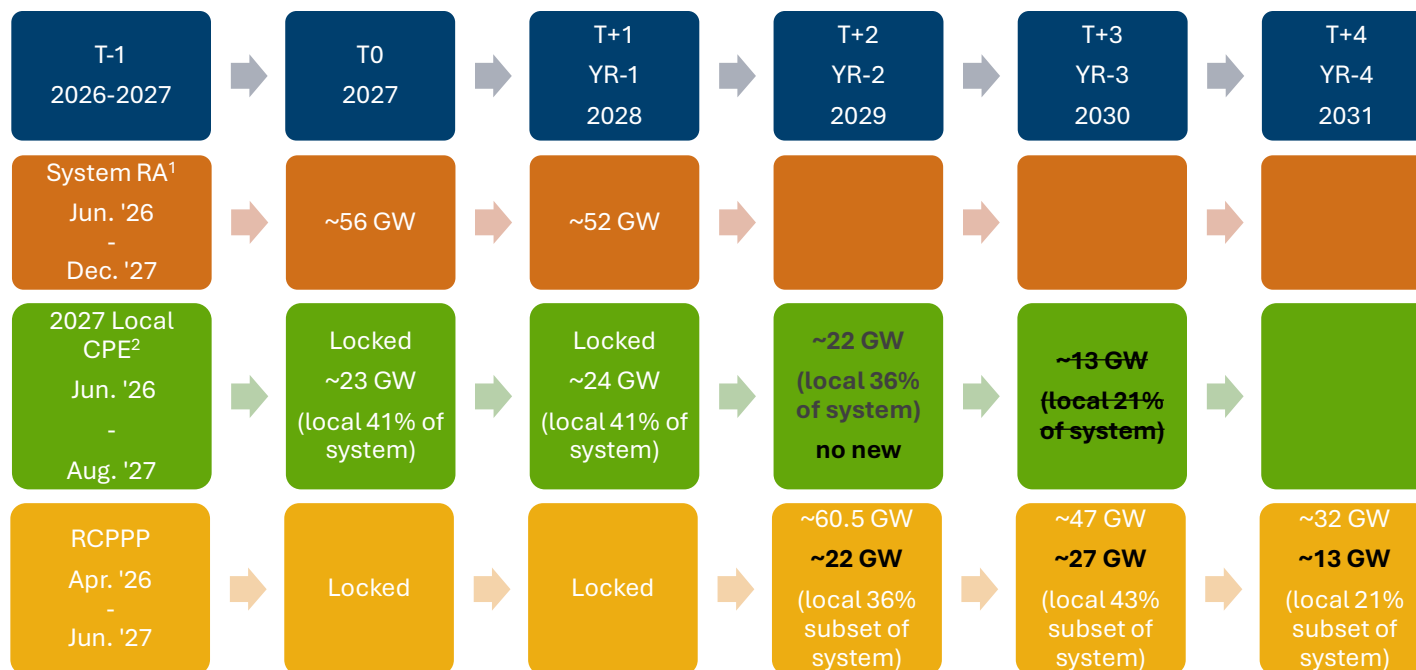 T-1
2026-2027
T0
2027
T+1
YR-1
2028
T+2
YR-2
2029
T+3
YR-3
2030
T+4
YR-4
2031
System RA¹
Jun. '26
-
Dec. '27
~56 GW
~52 GW
2027 Local
CPE²
Jun. '26
-
Aug. '27
Locked
~23 GW
(local 41% of
system)
Locked
~24 GW
(local 41% of
system)
~22 GW
(local 36%
of system)
no new
~13 GW
(local 21%
of system)
RCPPP
Apr. '26
-
Jun. '27
Locked
Locked
~60.5 GW
~22 GW
(local 36%
subset of
system)
~47 GW
~27 GW
(local 43%
subset of
system)
~32 GW
~13 GW
(local 21%
subset of
system)